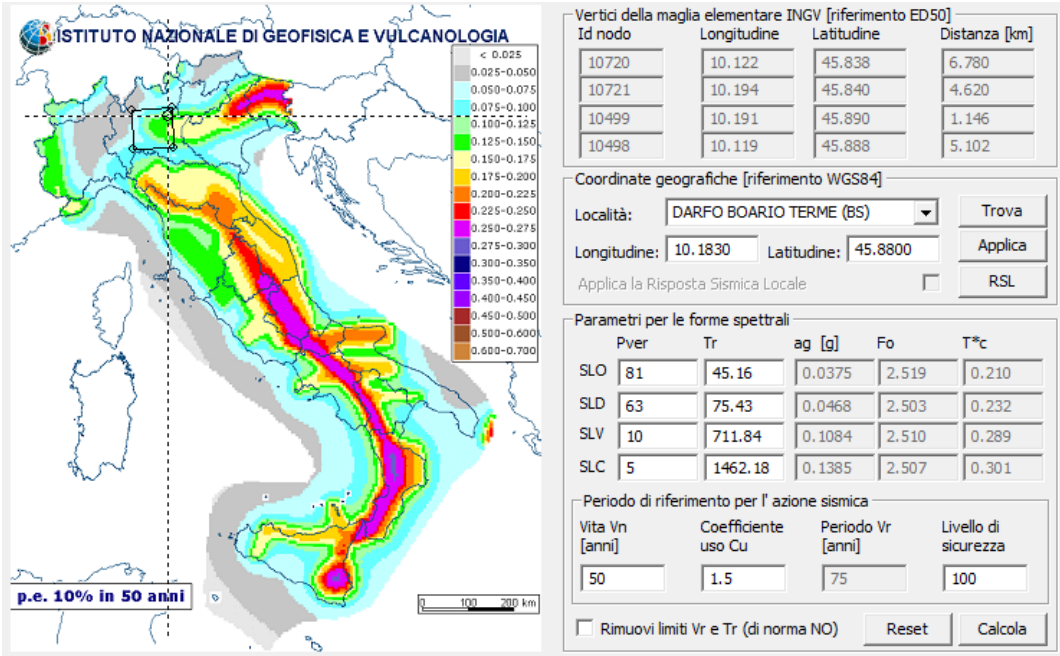 ISTITUTO NAZIONALE DI GEOFISICA E VULCANOLOGIA
< 0.025
0.025-0.050
0.050-0.075
0.075-0.100
0.100-0.125
0.125-0.150
0.150-0.175
0.175-0.200
0.200-0.225
0.225-0.250
0.250-0.275
0.275-0.300
0.300-0.350
0.350-0.400
0.400-0.450
0.450-0.500
0.500-0.600
0.600-0.700
p.e. 10% in 50 anni
0 100 200 km
Vertici della maglia elementare INGV [riferimento ED50]
Id nodo Longitudine Latitudine Distanza [km]
10720 10.122 45.838 6.780
10721 10.194 45.840 4.620
10499 10.191 45.890 1.146
10498 10.119 45.888 5.102
Coordinate geografiche [riferimento WGS84]
Località: DARFO BOARIO TERME (BS) Trova
Longitudine: 10.1830 Latitudine: 45.8800 Applica
Applica la Risposta Sismica Locale RSL
Parametri per le forme spettrali
Pver Tr ag [g] Fo T*c
SLO 81 45.16 0.0375 2.519 0.210
SLD 63 75.43 0.0468 2.503 0.232
SLV 10 711.84 0.1084 2.510 0.289
SLC 5 1462.18 0.1385 2.507 0.301
Periodo di riferimento per l' azione sismica
Vita Vn Coefficiente Periodo Vr Livello di
[anni] uso Cu [anni] sicurezza
50 1.5 75 100
Rimuovi limiti Vr e Tr (di norma NO) Reset Calcola